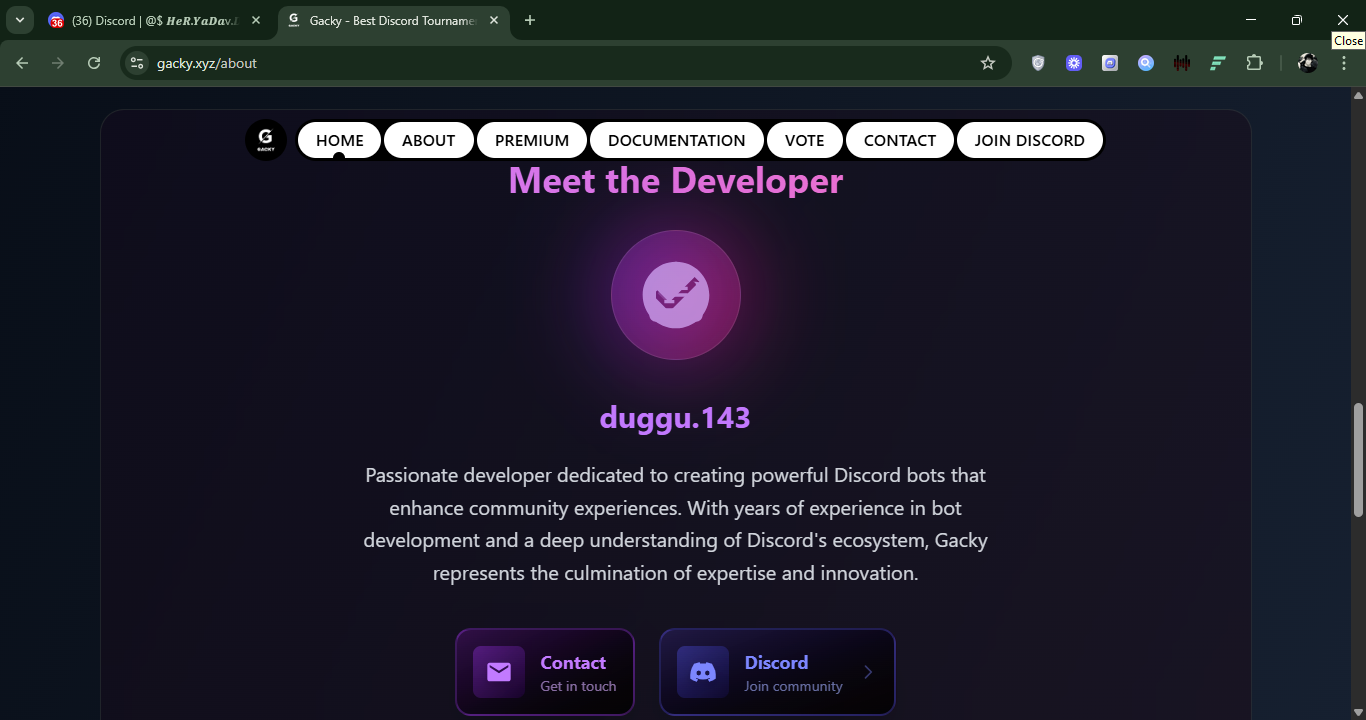 (36) Discord | @$ 𝑯𝒆𝑹.𝒀𝒂𝑫𝒂𝒗.
Gacky - Best Discord Tourname
Close
gacky.xyz/about
G
GACKY
HOME
ABOUT
PREMIUM
DOCUMENTATION
VOTE
CONTACT
JOIN DISCORD
Meet the Developer
duggu.143
Passionate developer dedicated to creating powerful Discord bots that
enhance community experiences. With years of experience in bot
development and a deep understanding of Discord's ecosystem, Gacky
represents the culmination of expertise and innovation.
Contact
Get in touch
Discord
Join community